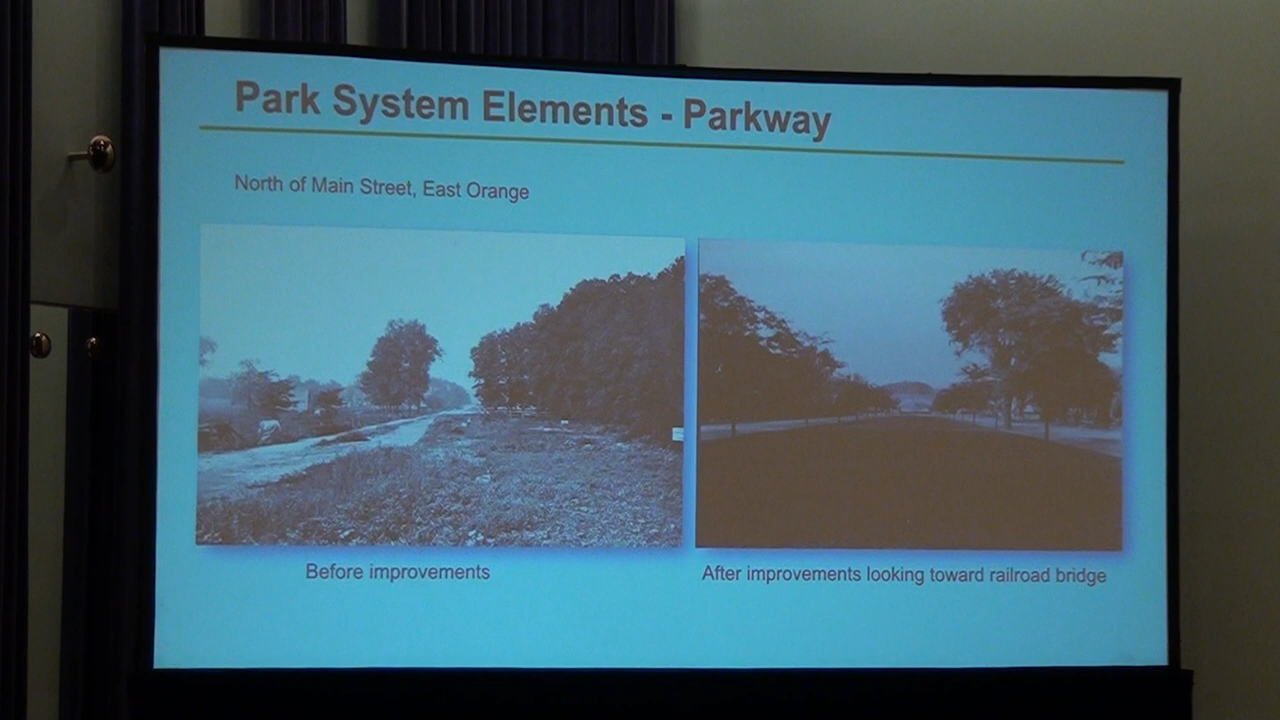 Park System Elements - Parkway
North of Main Street, East Orange
Before improvements
After improvements looking toward railroad bridge